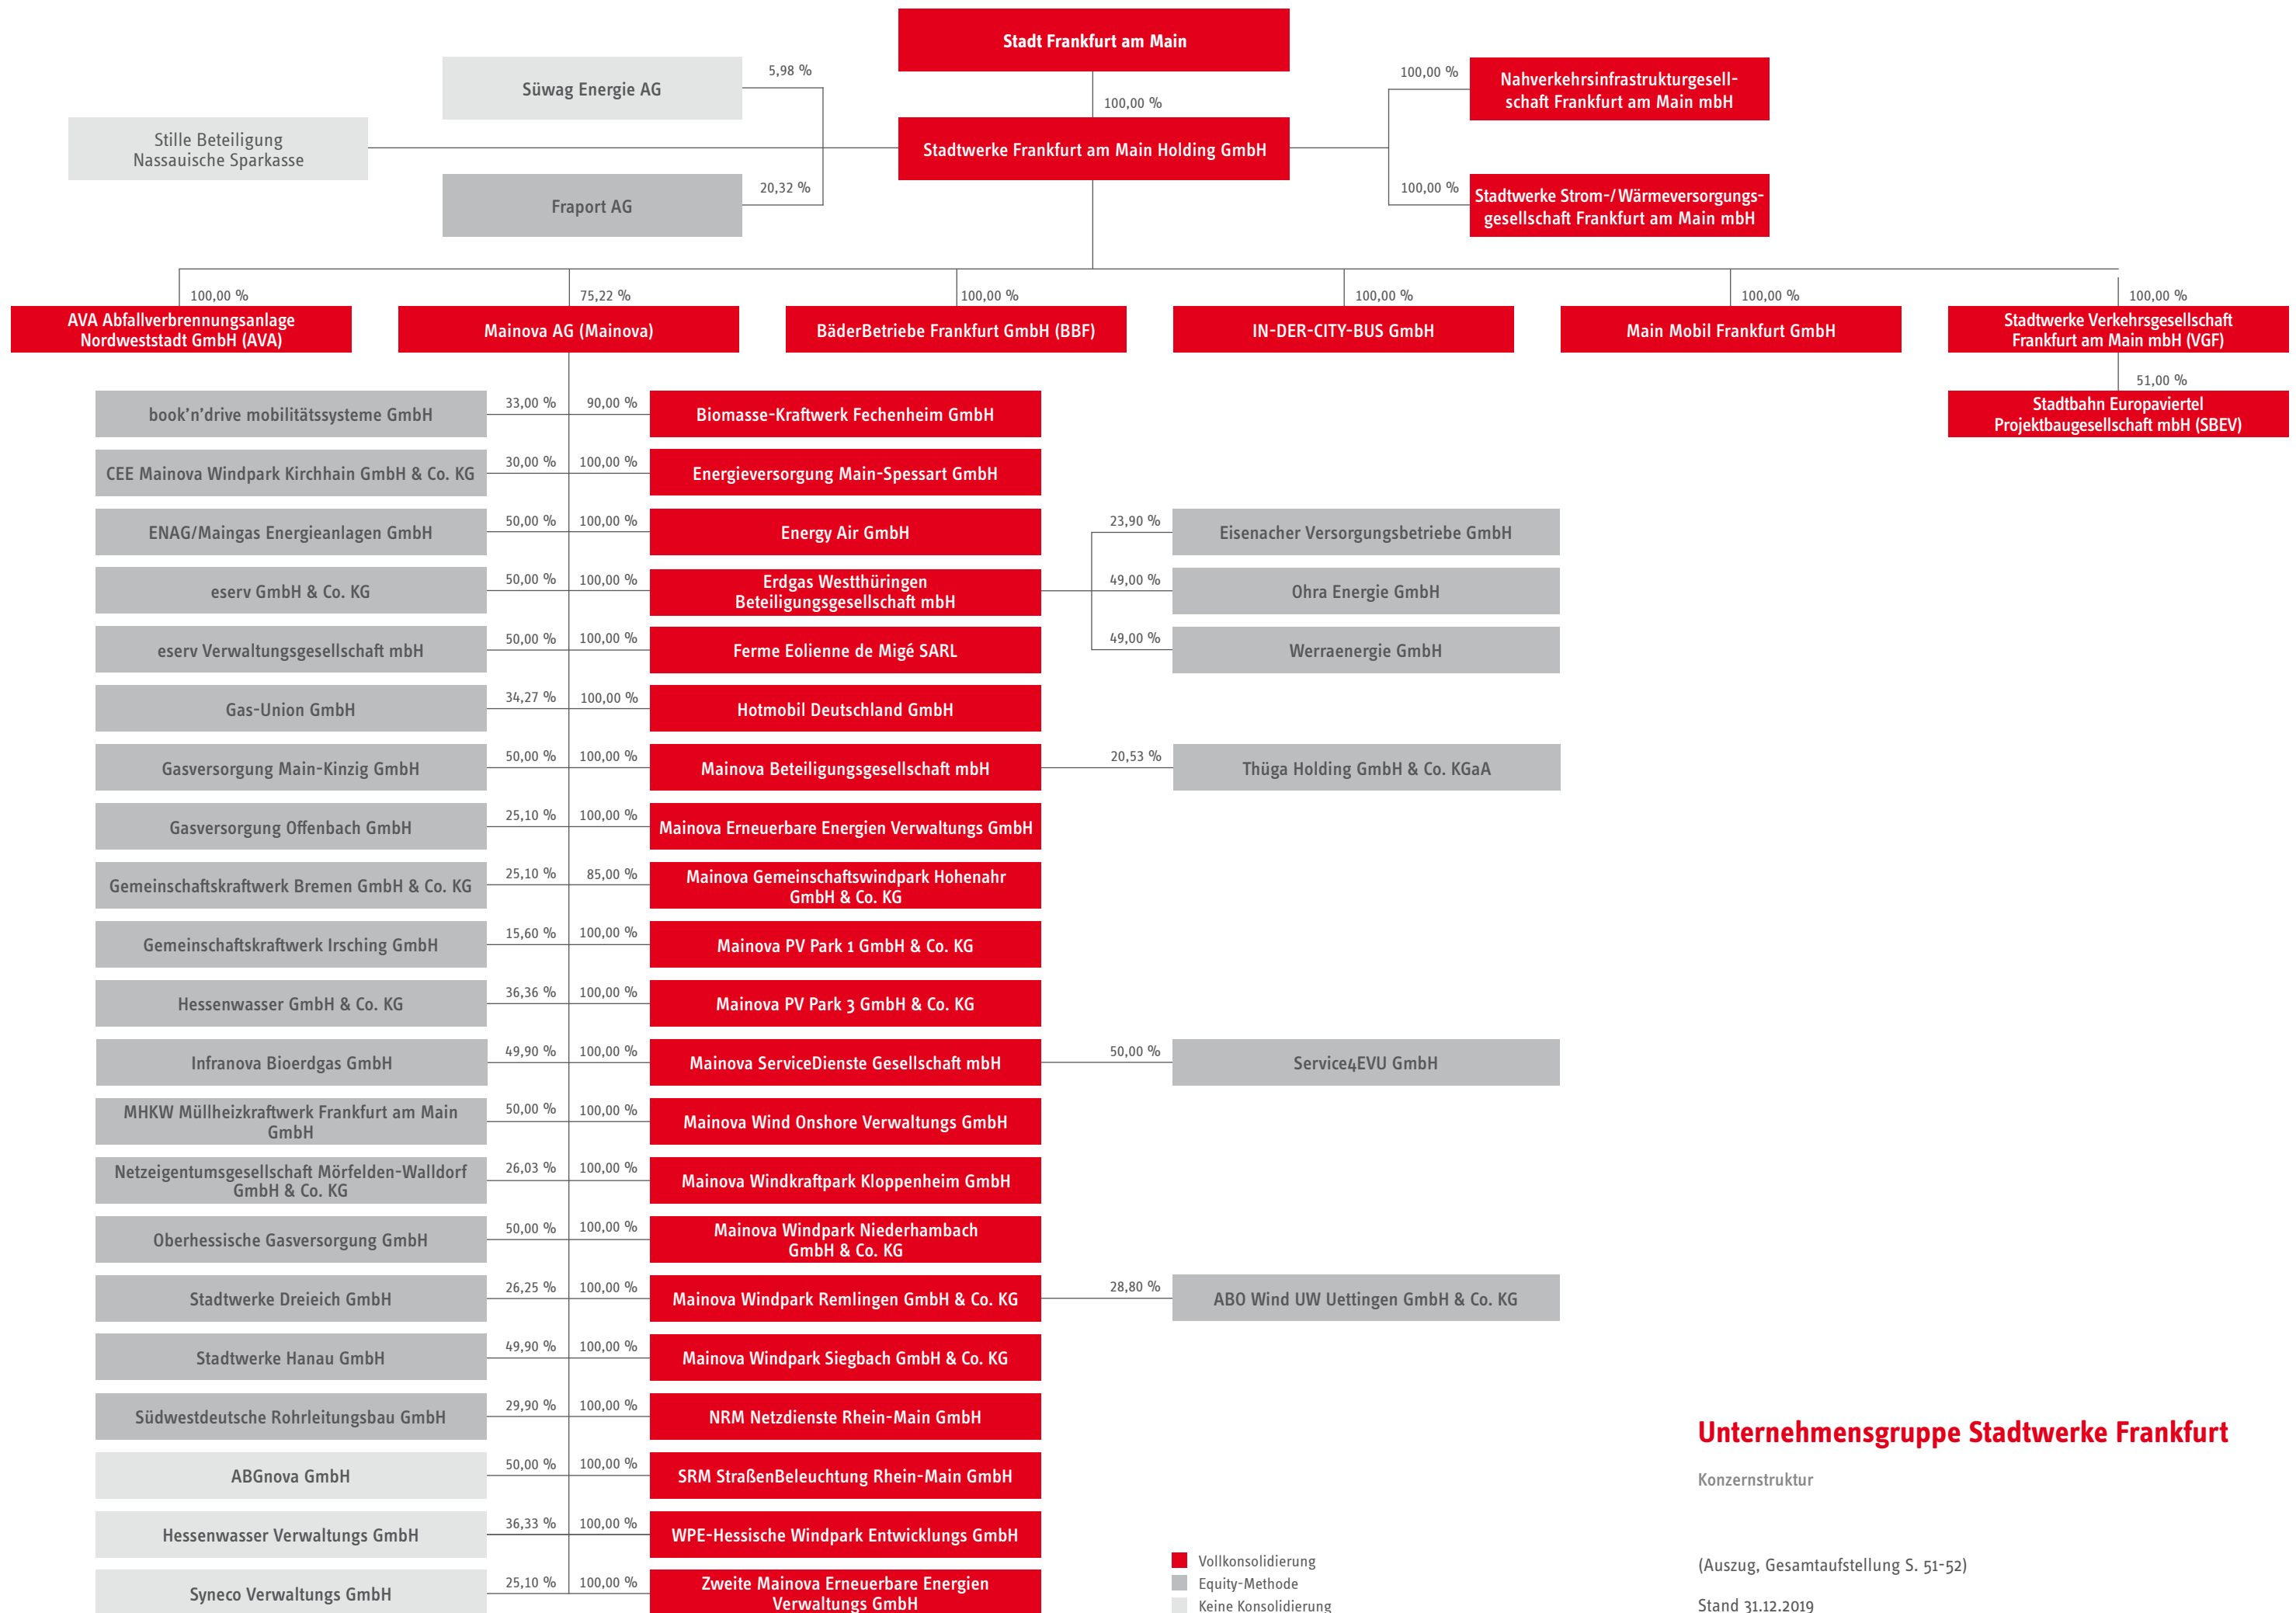 Stadt Frankfurt am Main
100,00 %
Süwag Energie AG
5,98 %
Stille Beteiligung
Nassauische Sparkasse
Fraport AG
20,32 %
Stadtwerke Frankfurt am Main Holding GmbH
100,00 %
Nahverkehrsinfrastrukturgesell-
schaft Frankfurt am Main mbH
100,00 %
Stadtwerke Strom-/Wärmeversorgungs-
gesellschaft Frankfurt am Main mbH
100,00 %
AVA Abfallverbrennungsanlage
Nordweststadt GmbH (AVA)
75,22 %
Mainova AG (Mainova)
100,00 %
BäderBetriebe Frankfurt GmbH (BBF)
100,00 %
IN-DER-CITY-BUS GmbH
100,00 %
Main Mobil Frankfurt GmbH
100,00 %
Stadtwerke Verkehrsgesellschaft
Frankfurt am Main mbH (VGF)
51,00 %
Stadtbahn Europaviertel
Projektbaugesellschaft mbH (SBEV)
book’n’drive mobilitätssysteme GmbH
33,00 % 90,00 %
Biomasse-Kraftwerk Fechenheim GmbH
CEE Mainova Windpark Kirchhain GmbH & Co. KG
30,00 % 100,00 %
Energieversorgung Main-Spessart GmbH
ENAG/Maingas Energieanlagen GmbH
50,00 % 100,00 %
Energy Air GmbH
23,90 %
Eisenacher Versorgungsbetriebe GmbH
eserv GmbH & Co. KG
50,00 % 100,00 %
Erdgas Westthüringen
Beteiligungsgesellschaft mbH
49,00 %
Ohra Energie GmbH
eserv Verwaltungsgesellschaft mbH
50,00 % 100,00 %
Ferme Eolienne de Migé SARL
49,00 %
Werraenergie GmbH
Gas-Union GmbH
34,27 % 100,00 %
Hotmobil Deutschland GmbH
Gasversorgung Main-Kinzig GmbH
50,00 % 100,00 %
Mainova Beteiligungsgesellschaft mbH
20,53 %
Thüga Holding GmbH & Co. KGaA
Gasversorgung Offenbach GmbH
25,10 % 100,00 %
Mainova Erneuerbare Energien Verwaltungs GmbH
Gemeinschaftskraftwerk Bremen GmbH & Co. KG
25,10 % 85,00 %
Mainova Gemeinschaftswindpark Hohenahr
GmbH & Co. KG
Gemeinschaftskraftwerk Irsching GmbH
15,60 % 100,00 %
Mainova PV Park 1 GmbH & Co. KG
Hessenwasser GmbH & Co. KG
36,36 % 100,00 %
Mainova PV Park 3 GmbH & Co. KG
Infranova Bioerdgas GmbH
49,90 % 100,00 %
Mainova ServiceDienste Gesellschaft mbH
50,00 %
Service4EVU GmbH
MHKW Müllheizkraftwerk Frankfurt am Main
GmbH
50,00 % 100,00 %
Mainova Wind Onshore Verwaltungs GmbH
Netzeigentumsgesellschaft Mörfelden-Walldorf
GmbH & Co. KG
26,03 % 100,00 %
Mainova Windkraftpark Kloppenheim GmbH
Oberhessische Gasversorgung GmbH
50,00 % 100,00 %
Mainova Windpark Niederhambach
GmbH & Co. KG
Stadtwerke Dreieich GmbH
26,25 % 100,00 %
Mainova Windpark Remlingen GmbH & Co. KG
28,80 %
ABO Wind UW Uettingen GmbH & Co. KG
Stadtwerke Hanau GmbH
49,90 % 100,00 %
Mainova Windpark Siegbach GmbH & Co. KG
Südwestdeutsche Rohrleitungsbau GmbH
29,90 % 100,00 %
NRM Netzdienste Rhein-Main GmbH
ABGnova GmbH
50,00 % 100,00 %
SRM StraßenBeleuchtung Rhein-Main GmbH
Hessenwasser Verwaltungs GmbH
36,33 % 100,00 %
WPE-Hessische Windpark Entwicklungs GmbH
Syneco Verwaltungs GmbH
25,10 % 100,00 %
Zweite Mainova Erneuerbare Energien
Verwaltungs GmbH
Vollkonsolidierung
Equity-Methode
Keine Konsolidierung
Unternehmensgruppe Stadtwerke Frankfurt
Konzernstruktur
(Auszug, Gesamtaufstellung S. 51-52)
Stand 31.12.2019